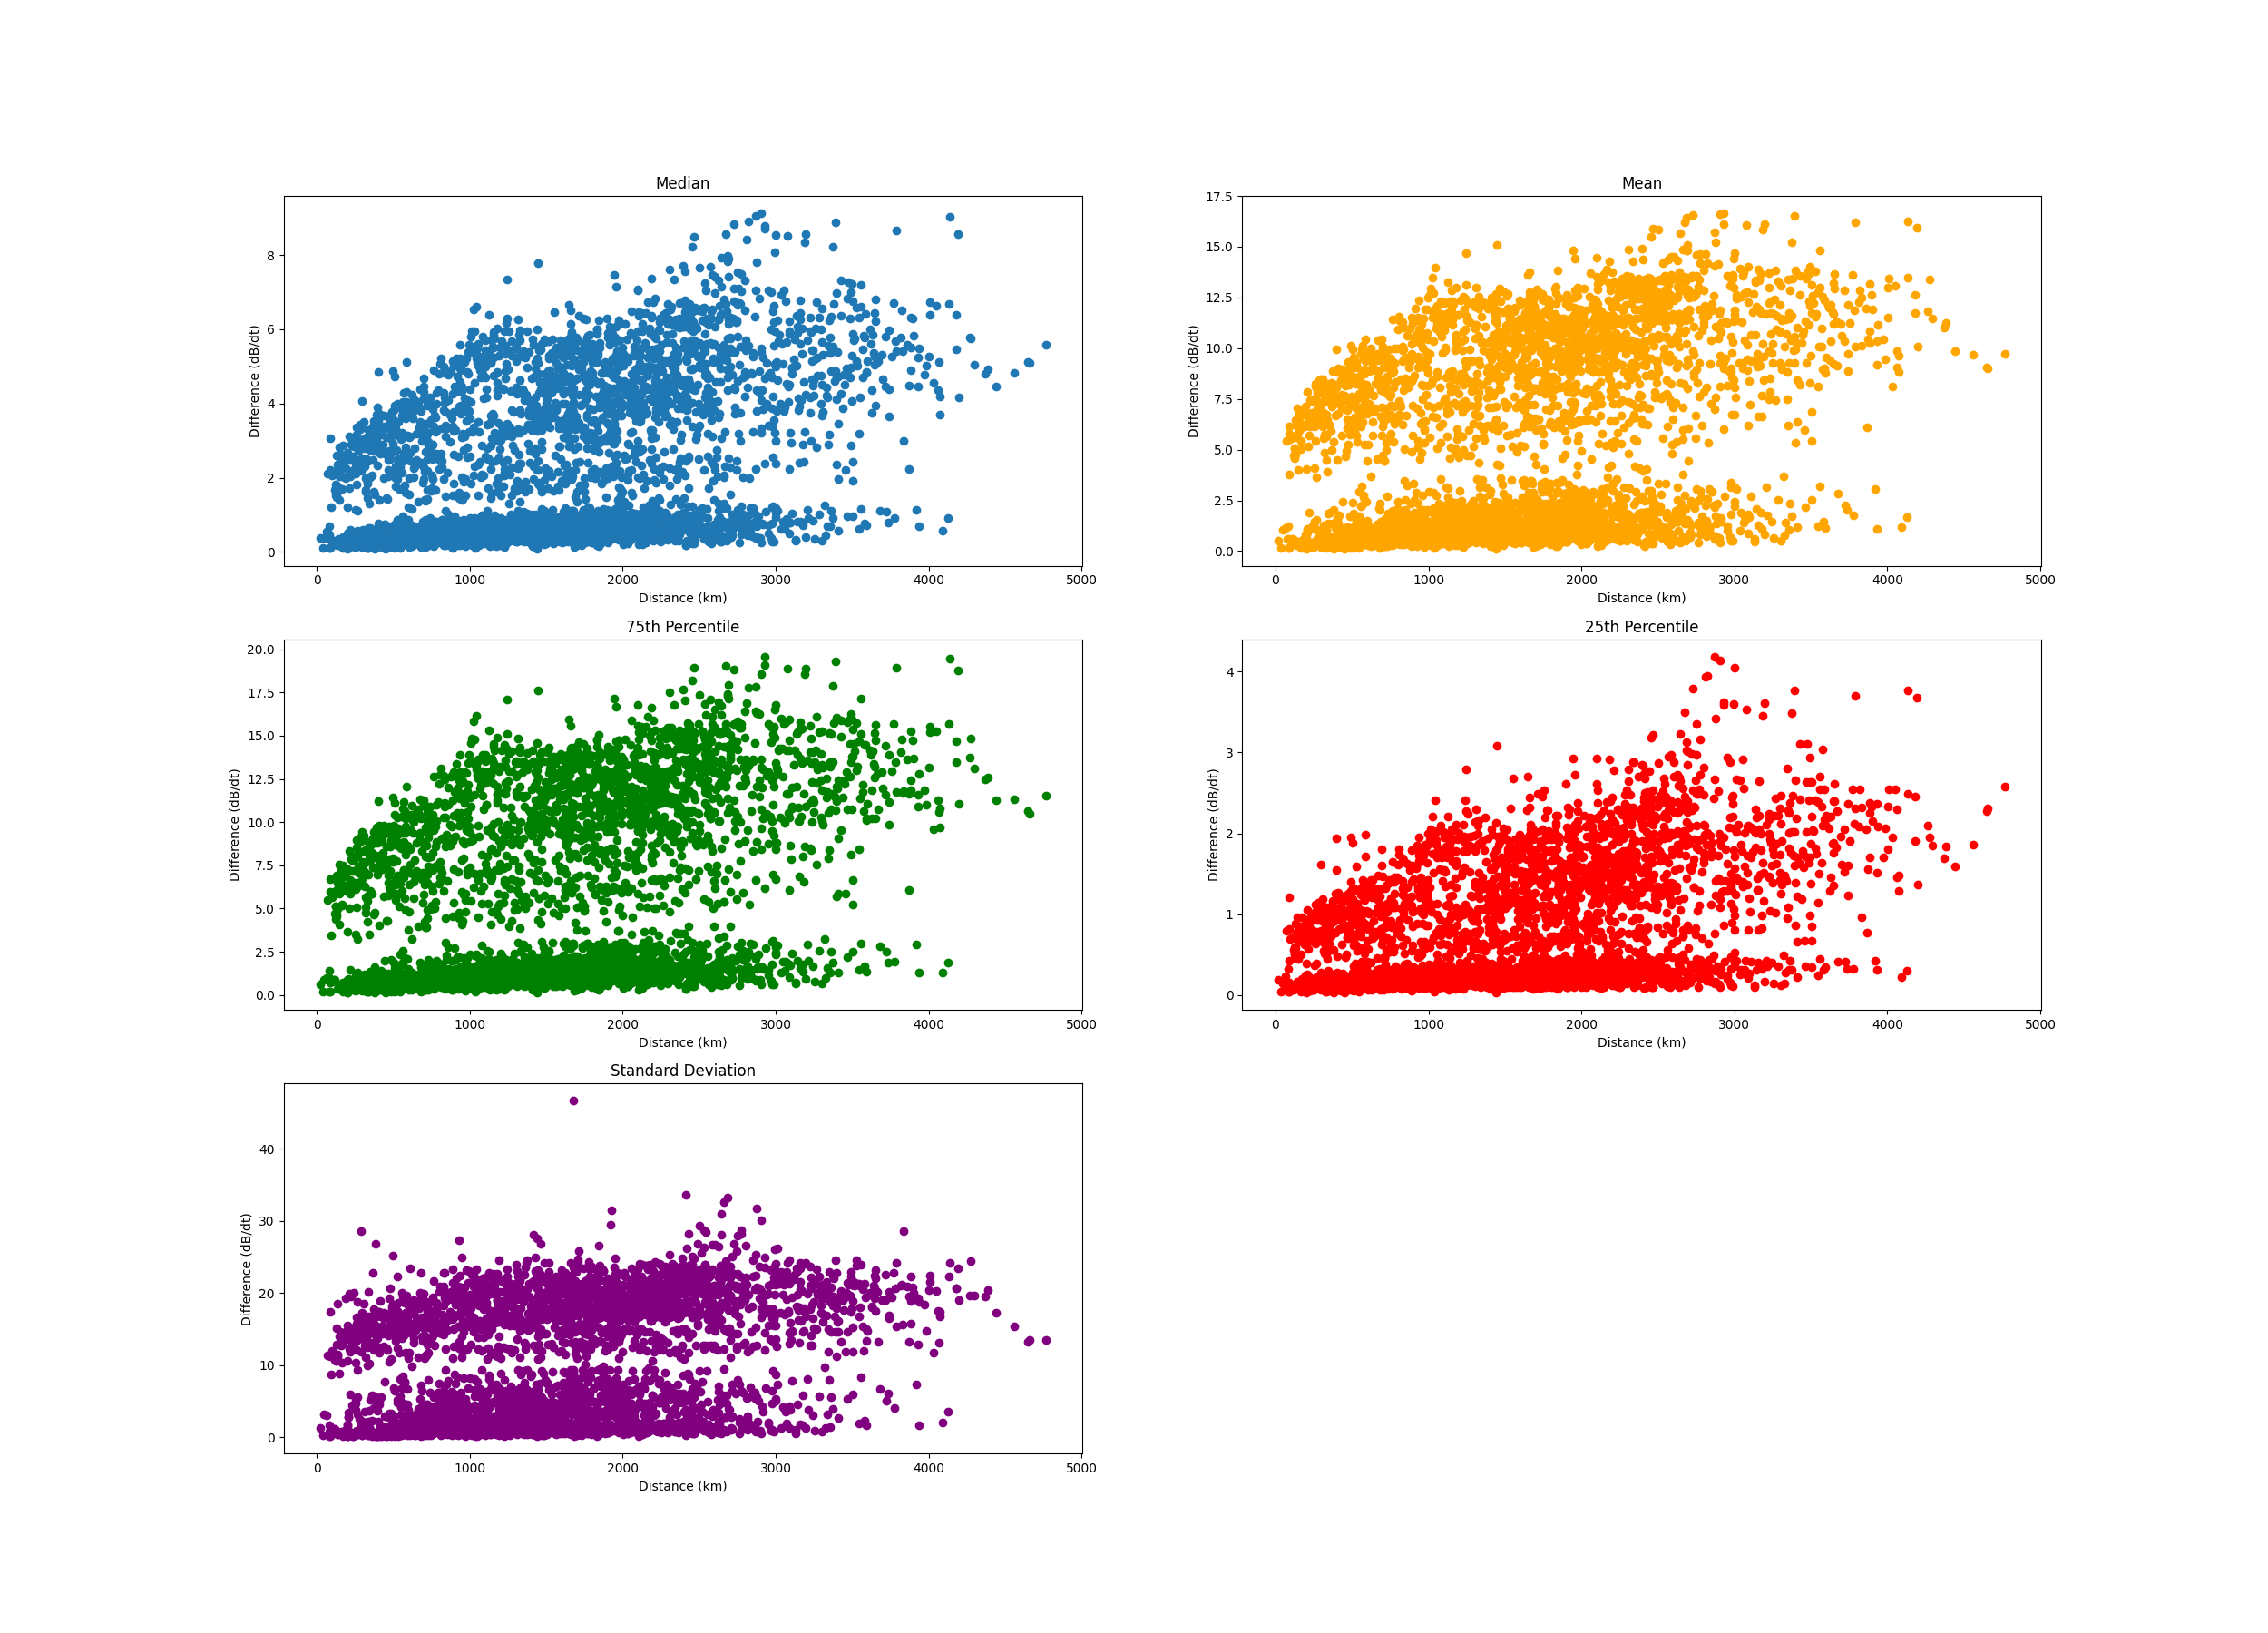 Median
Difference (dB/dt)
8
6
4
2
0
0 1000 2000 3000 4000 5000
Distance (km)
Mean
Difference (dB/dt)
17.5
15.0
12.5
10.0
7.5
5.0
2.5
0.0
0 1000 2000 3000 4000 5000
Distance (km)
75th Percentile
Difference (dB/dt)
20.0
17.5
15.0
12.5
10.0
7.5
5.0
2.5
0.0
0 1000 2000 3000 4000 5000
Distance (km)
25th Percentile
Difference (dB/dt)
4
3
2
1
0
0 1000 2000 3000 4000 5000
Distance (km)
Standard Deviation
Difference (dB/dt)
40
30
20
10
0
0 1000 2000 3000 4000 5000
Distance (km)